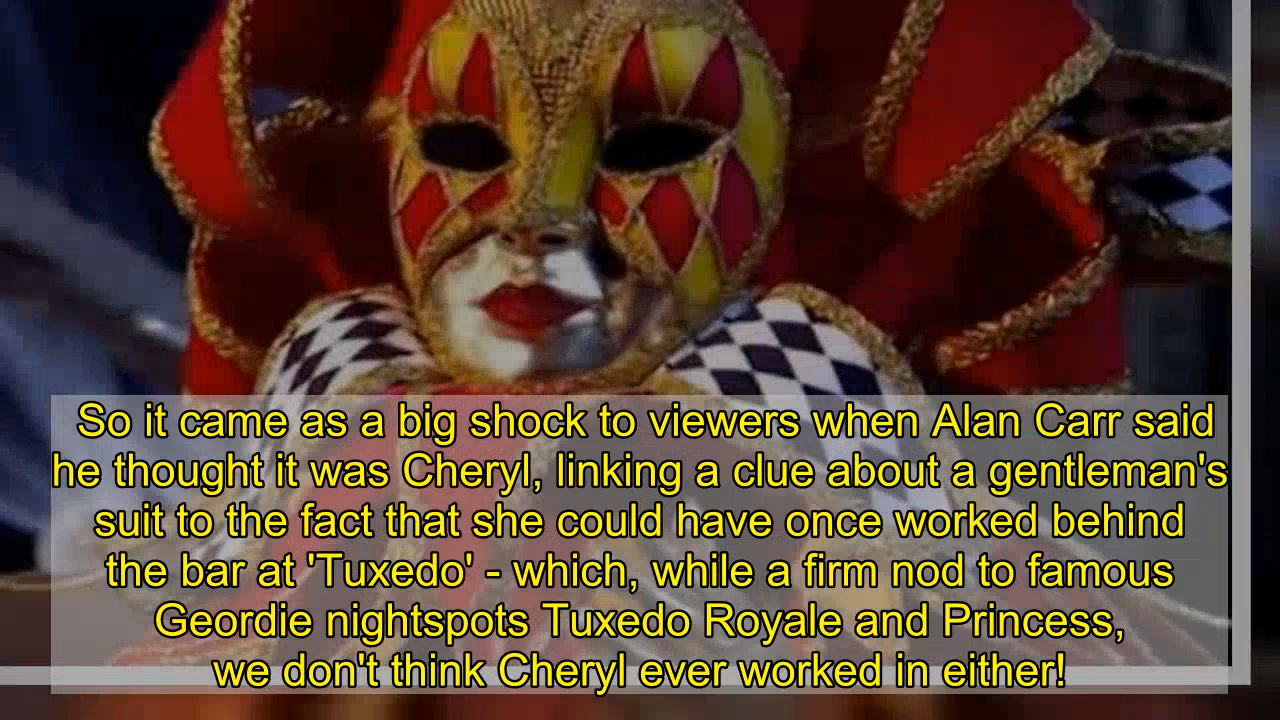 So it came as a big shock to viewers when Alan Carr said
he thought it was Cheryl, linking a clue about a gentleman's
suit to the fact that she could have once worked behind
the bar at 'Tuxedo' - which, while a firm nod to famous
Geordie nightspots Tuxedo Royale and Princess,
we don't think Cheryl ever worked in either!